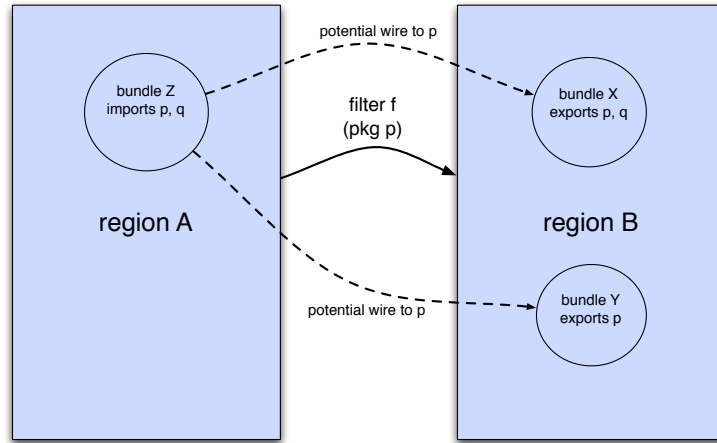 potential wire to p
bundle Z
imports p, q
bundle X
exports p, q
filter f
(pkg p)
region A
region B
bundle Y
exports p
potential wire to p